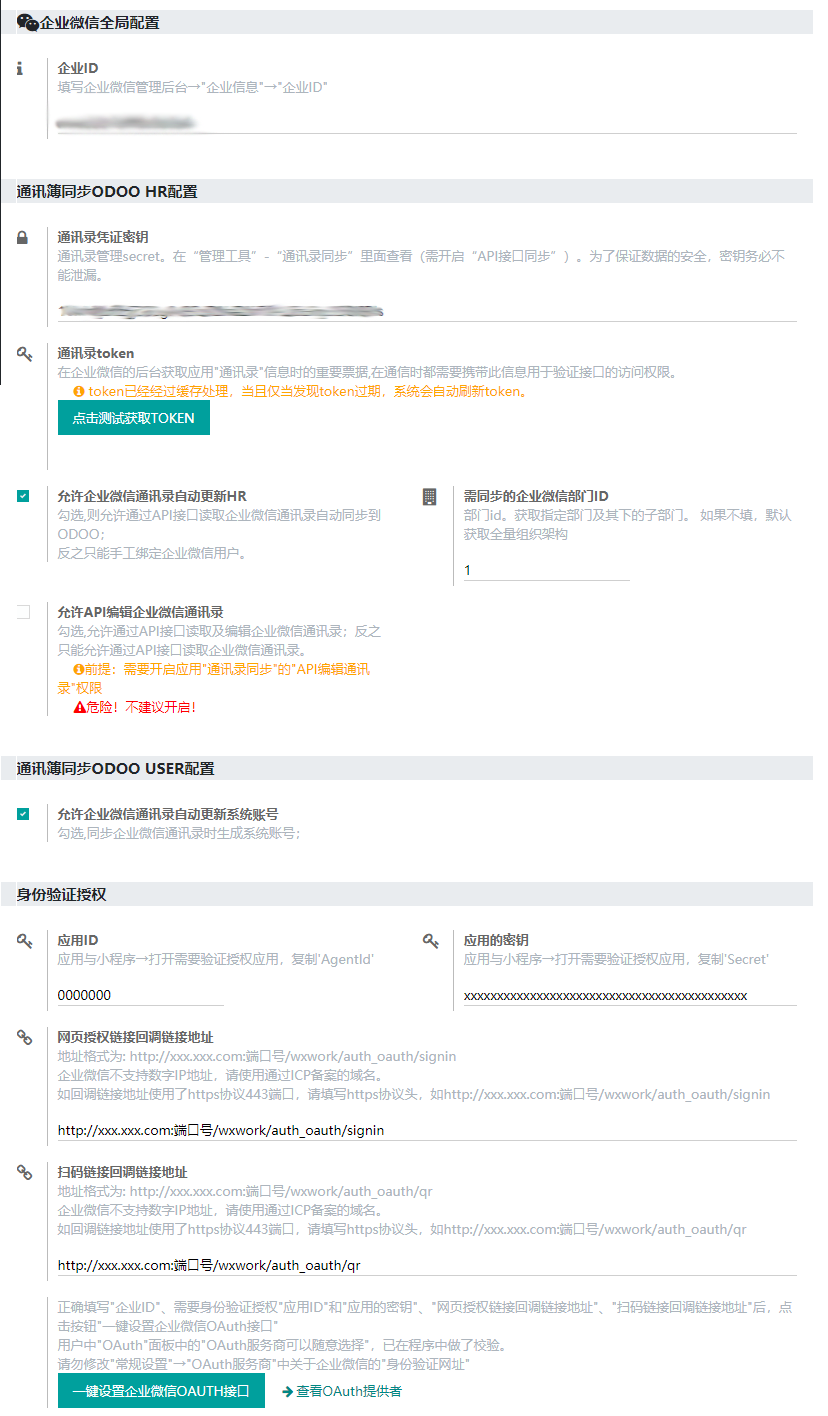 企业微信全局配置
企业ID
填写企业微信管理后台→"企业信息"→"企业ID"
通讯簿同步ODOO HR配置
通讯录凭证密钥
通讯录管理secret。在“管理工具”-“通讯录同步”里面查看（需开启“API接口同步”）。为了保证数据的安全，密钥务必不
能泄漏。
通讯录token
在企业微信的后台获取应用"通讯录"信息时的重要票据,在通信时都需要携带此信息用于验证接口的访问权限。
token已经经过缓存处理，当且仅当发现token过期，系统会自动刷新token。
点击测试获取TOKEN
允许企业微信通讯录自动更新HR
勾选,则允许通过API接口读取企业微信通讯录自动同步到
ODOO；
反之只能手工绑定企业微信用户。
需同步的企业微信部门ID
部门id。获取指定部门及其下的子部门。 如果不填，默认
获取全量组织架构
1
允许API编辑企业微信通讯录
勾选,允许通过API接口读取及编辑企业微信通讯录；反之
只能允许通过API接口读取企业微信通讯录。
前提：需要开启应用"通讯录同步"的"API编辑通讯
录"权限
危险！不建议开启！
通讯簿同步ODOO USER配置
允许企业微信通讯录自动更新系统账号
勾选,同步企业微信通讯录时生成系统账号；
身份验证授权
应用ID
应用与小程序→打开需要验证授权应用，复制'AgentId'
0000000
应用的密钥
应用与小程序→打开需要验证授权应用，复制'Secret'
xxxxxxxxxxxxxxxxxxxxxxxxxxxxxxxxxxxxxxxxxxx
网页授权链接回调链接地址
地址格式为: http://xxx.xxx.com:端口号/wxwork/auth_oauth/signin
企业微信不支持数字IP地址，请使用通过ICP备案的域名。
如回调链接地址使用了https协议443端口，请填写https协议头，如http://xxx.xxx.com:端口号/wxwork/auth_oauth/signin
http://xxx.xxx.com:端口号/wxwork/auth_oauth/signin
扫码链接回调链接地址
地址格式为: http://xxx.xxx.com:端口号/wxwork/auth_oauth/qr
企业微信不支持数字IP地址，请使用通过ICP备案的域名。
如回调链接地址使用了https协议443端口，请填写https协议头，如http://xxx.xxx.com:端口号/wxwork/auth_oauth/qr
http://xxx.xxx.com:端口号/wxwork/auth_oauth/qr
正确填写"企业ID"、需要身份验证授权"应用ID"和"应用的密钥"、"网页授权链接回调链接地址"、"扫码链接回调链接地址"后，点
击按钮"一键设置企业微信OAuth接口"
用户中"OAuth"面板中的"OAuth服务商可以随意选择"，已在程序中做了校验。
请勿修改"常规设置"→"OAuth服务商"中关于企业微信的"身份验证网址"
一键设置企业微信OAUTH接口
查看OAuth提供者